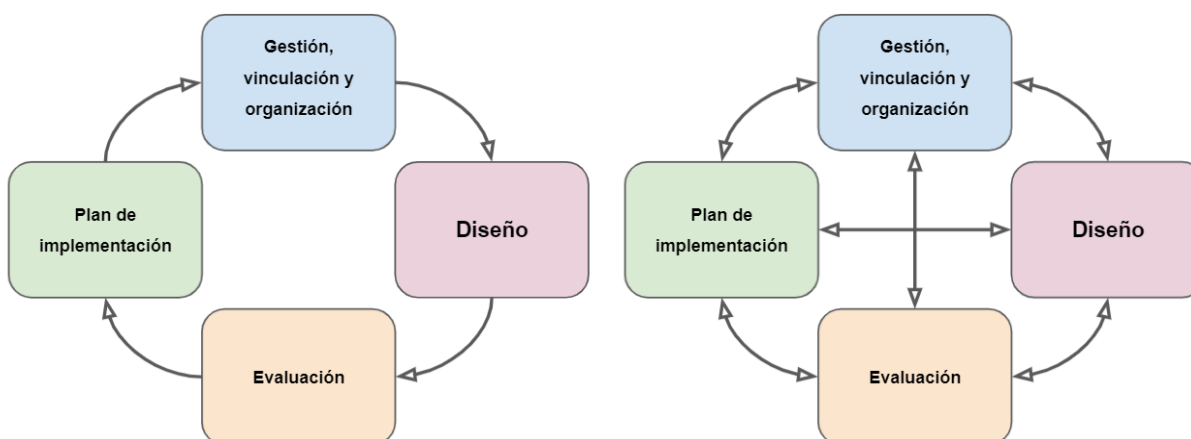 Gestión,
vinculación y
organización
Plan de
implementación
Diseño
Evaluación
Gestión,
vinculación y
organización
Plan de
implementación
Diseño
Evaluación